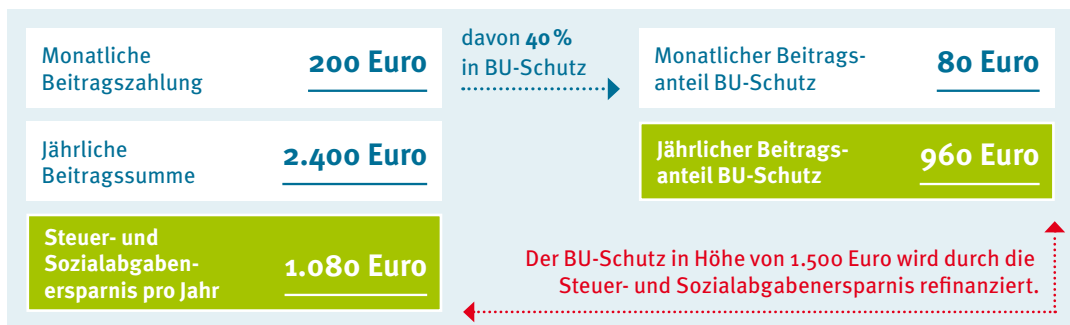 Monatliche
Beitragszahlung
200 Euro
davon 40 %
in BU-Schutz
Monatlicher Beitrags-
anteil BU-Schutz
80 Euro
Jährliche
Beitragssumme
2.400 Euro
Jährlicher Beitrags-
anteil BU-Schutz
960 Euro
Steuer- und
Sozialabgaben-
ersparnis pro Jahr
1.080 Euro
Der BU-Schutz in Höhe von 1.500 Euro wird durch die
Steuer- und Sozialabgabenersparnis refinanziert.